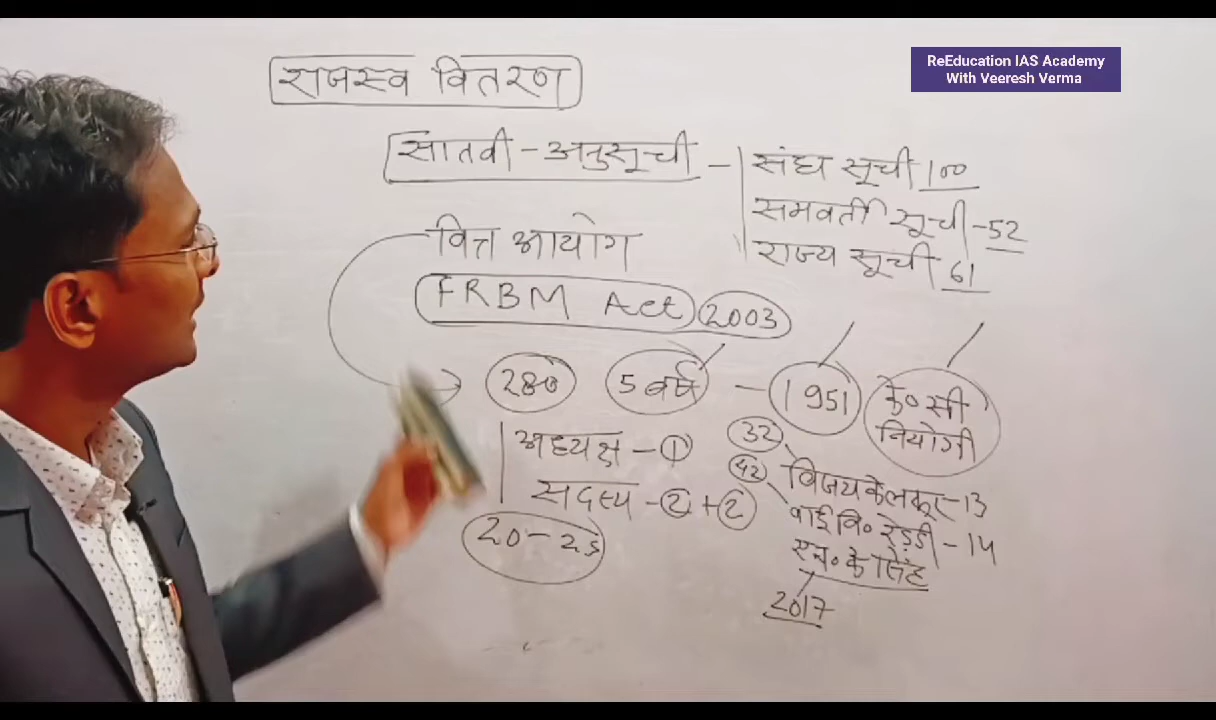 ReEducation IAS Academy
With Veeresh Verma
राजस्व वितरण
सातवी - अनुसूची
संघ सूची 100
समवर्ती सूची - 52
राज्य सूची 61
वित्त आयोग
FRBM Act 2003
280 5 वर्ष - 1951 के० सी
नियोगी
अध्यक्ष - 1
सदस्य - 2 + 2
20-26
32
42 विजय केलकर - 13
वाई वि० रेड्डी - 14
एन० के सिंह
2017